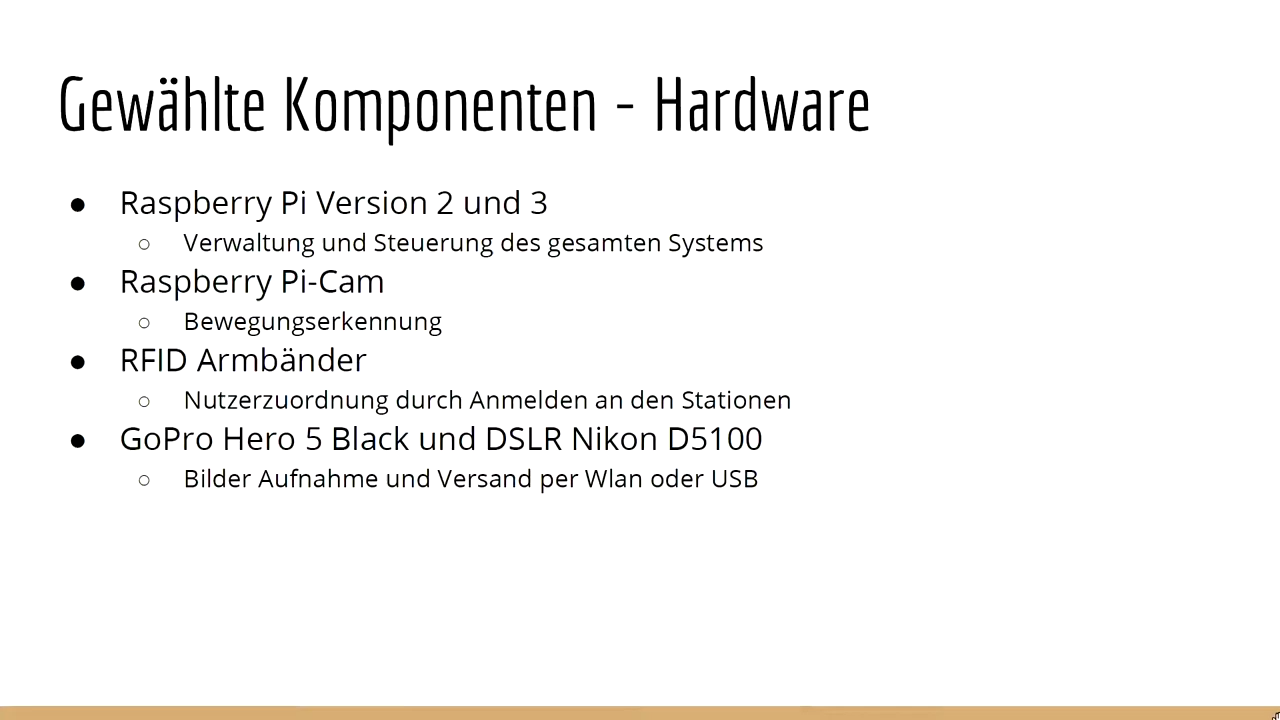 Gewählte Komponenten - Hardware
● Raspberry Pi Version 2 und 3
○ Verwaltung und Steuerung des gesamten Systems
● Raspberry Pi-Cam
○ Bewegungserkennung
● RFID Armbänder
○ Nutzerzuordnung durch Anmelden an den Stationen
● GoPro Hero 5 Black und DSLR Nikon D5100
○ Bilder Aufnahme und Versand per Wlan oder USB